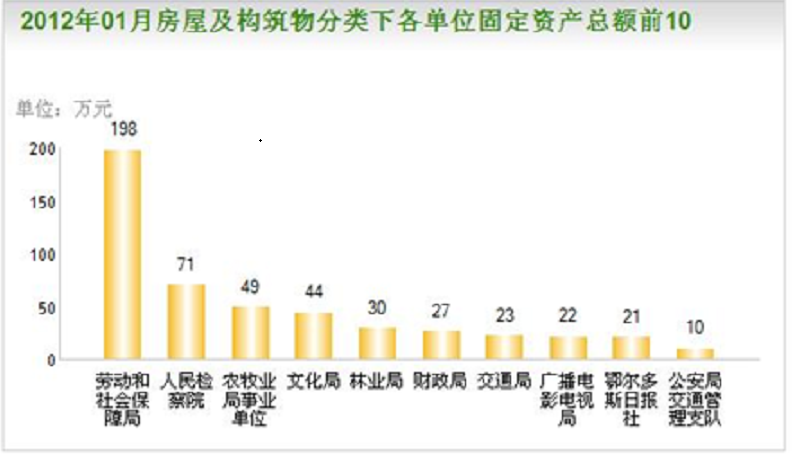 2012年01月房屋及构筑物分类下各单位固定资产总额前10
单位：万元
198
200
150
100
50
0
71
49
44
30
27
23
22
21
10
劳动和
社会保
障局
人民检
察院
农牧业
局事业
单位
文化局
林业局
财政局
交通局
广播电
影电视
局
鄂尔多
斯日报
社
公安局
交通管
理支队